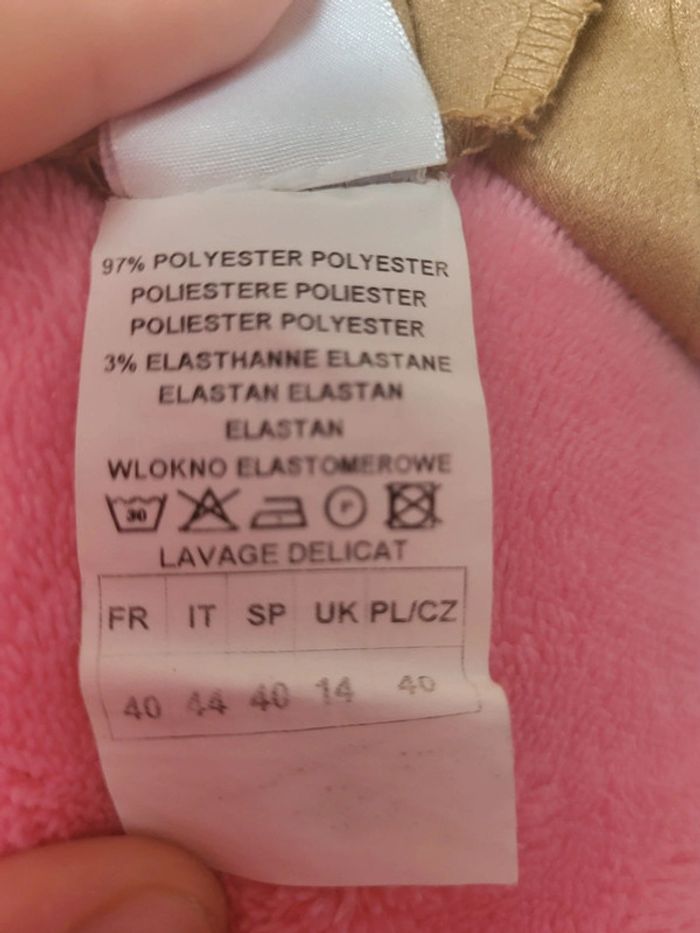 97% POLYESTER POLYESTER
POLIESTERE POLIESTER
POLIESTER POLYESTER
3% ELASTHANNE ELASTANE
ELASTAN ELASTAN
ELASTAN
WLOKNO ELASTOMEROWE
30 P
LAVAGE DELICAT
FR IT SP UK PL/CZ
40 44 40 14 40